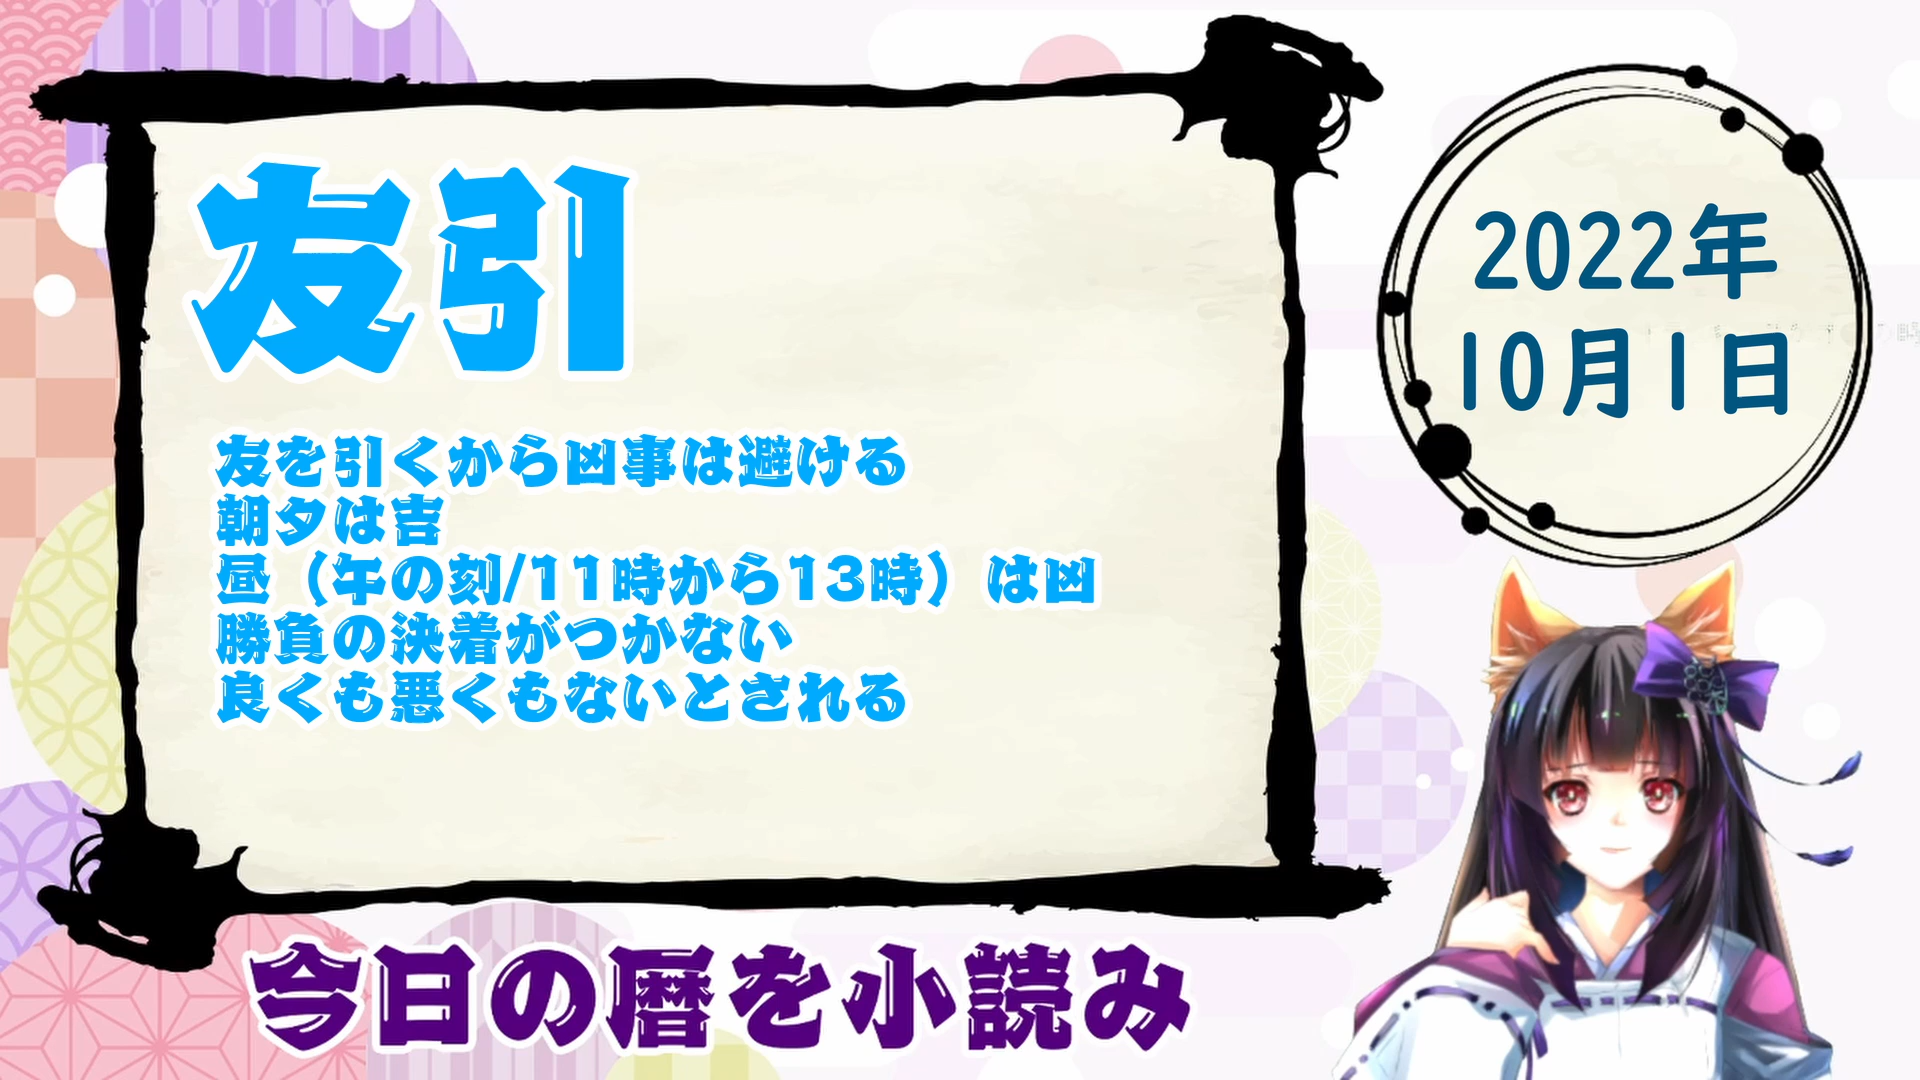 友引
友を引くから凶事は避ける
朝夕は吉
昼（午の刻/11時から13時）は凶
勝負の決着がつかない
良くも悪くもないとされる
2022年
10月1日
今日の暦を小読み